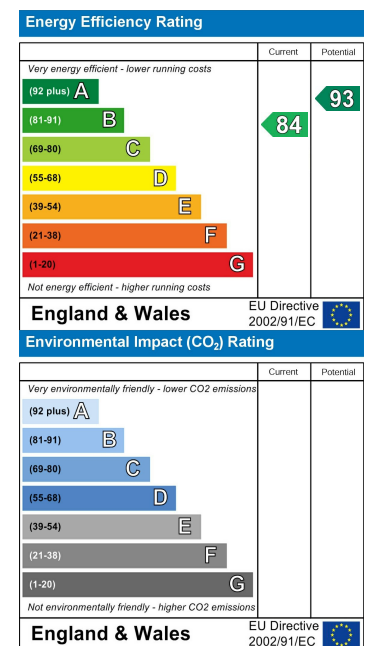 Energy Efficiency Rating
Current Potential
Very energy efficient - lower running costs
(92 plus) A
93
(81-91) B
84
(69-80) C
(55-68) D
(39-54) E
(21-38) F
(1-20) G
Not energy efficient - higher running costs
England & Wales
EU Directive
2002/91/EC
Environmental Impact (CO₂) Rating
Current Potential
Very environmentally friendly - lower CO2 emissions
(92 plus) A
(81-91) B
(69-80) C
(55-68) D
(39-54) E
(21-38) F
(1-20) G
Not environmentally friendly - higher CO2 emissions
England & Wales
EU Directive
2002/91/EC